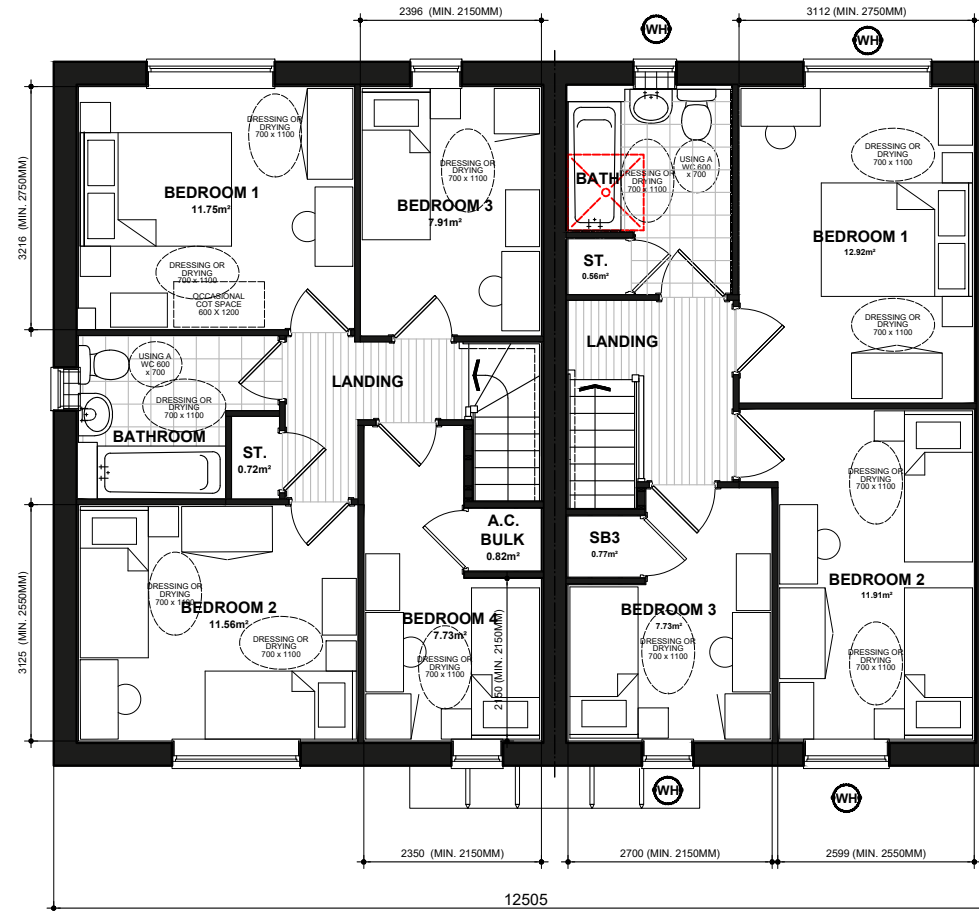 2396 (MIN. 2150MM)
3112 (MIN. 2750MM)
WH
WH
3216 (MIN. 2750MM)
DRESSING OR
DRYING
700 x 1100
BEDROOM 1
11.75m²
DRESSING OR
DRYING
700 x 1100
OCCASIONAL
COT SPACE
600 X 1200
DRESSING OR
DRYING
700 x 1100
BEDROOM 3
7.91m²
BATH
DRESSING OR
DRYING
700 x 1100
USING A
WC 600
x 700
ST.
0.56m²
DRESSING OR
DRYING
700 x 1100
BEDROOM 1
12.92m²
DRESSING OR
DRYING
700 x 1100
USING A
WC 600
x 700
DRESSING OR
DRYING
700 x 1100
BATHROOM
ST.
0.72m²
LANDING
LANDING
3125 (MIN. 2550MM)
DRESSING OR
DRYING
700 x 1100
BEDROOM 2
11.56m²
DRESSING OR
DRYING
700 x 1100
A.C.
BULK
0.82m²
BEDROOM 4
7.73m²
DRESSING OR
DRYING
700 x 1100
2150 (MIN. 2150MM)
SB3
0.77m²
BEDROOM 3
7.73m²
DRESSING OR
DRYING
700 x 1100
DRESSING OR
DRYING
700 x 1100
BEDROOM 2
11.91m²
DRESSING OR
DRYING
700 x 1100
WH
WH
2350 (MIN. 2150MM)
2700 (MIN. 2150MM)
2599 (MIN. 2550MM)
12505